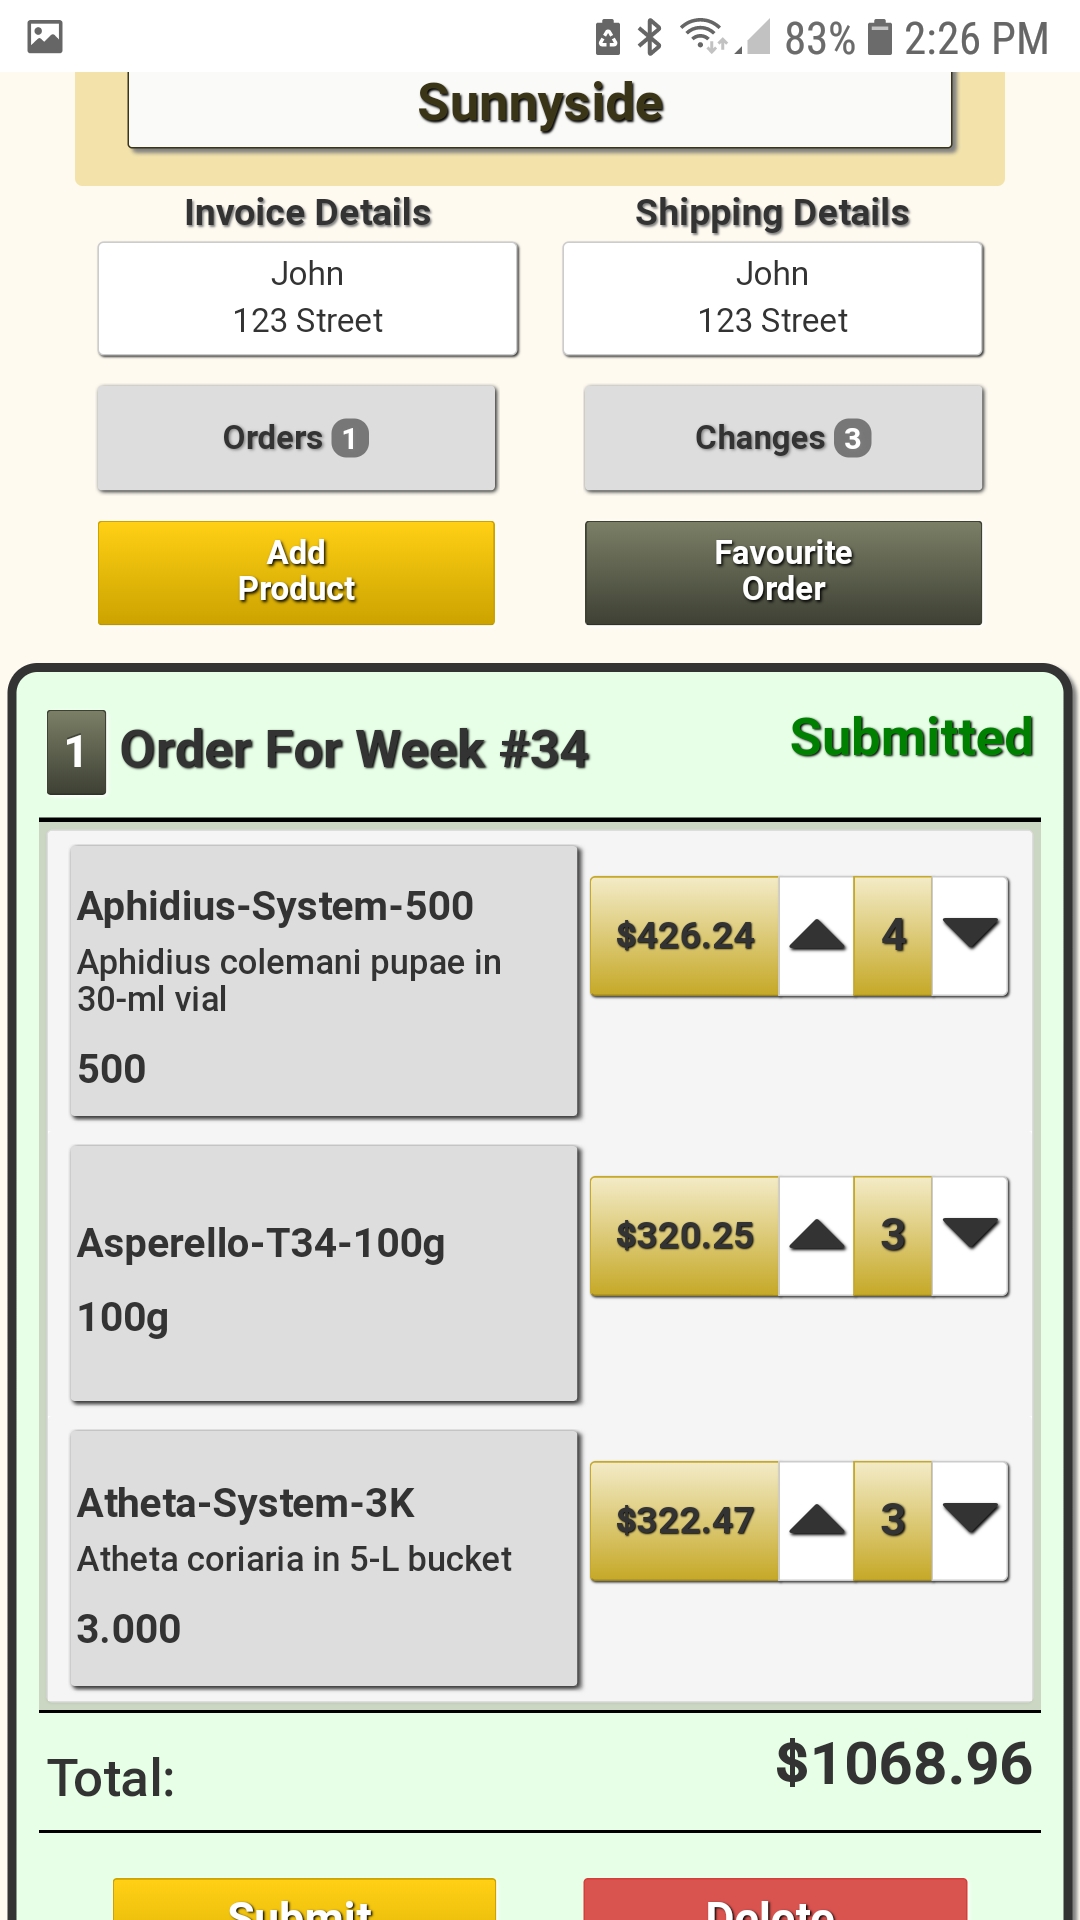 83% 2:26 PM
Sunnyside
Invoice Details
Shipping Details
John
123 Street
John
123 Street
Orders 1
Changes 3
Add
Product
Favourite
Order
1 Order For Week #34
Submitted
Aphidius-System-500
Aphidius colemani pupae in
30-ml vial
500
$426.24
4
Asperello-T34-100g
100g
$320.25
3
Atheta-System-3K
Atheta coriaria in 5-L bucket
3.000
$322.47
3
Total:
$1068.96
Submit
Delete